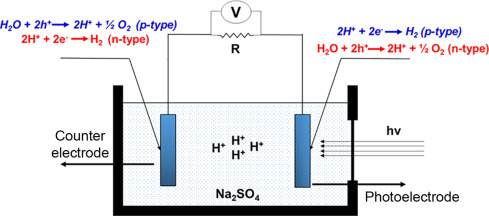 V
R
H₂O + 2h⁺→ 2H⁺ + ½ O₂ (p-type)
2H⁺ + 2e⁻ → H₂ (n-type)
2H⁺ + 2e⁻ → H₂ (p-type)
H₂O + 2h⁺→ 2H⁺ + ½ O₂ (n-type)
Counter
electrode
H⁺ H⁺ H⁺
H⁺
hv
Na₂SO₄
Photoelectrode